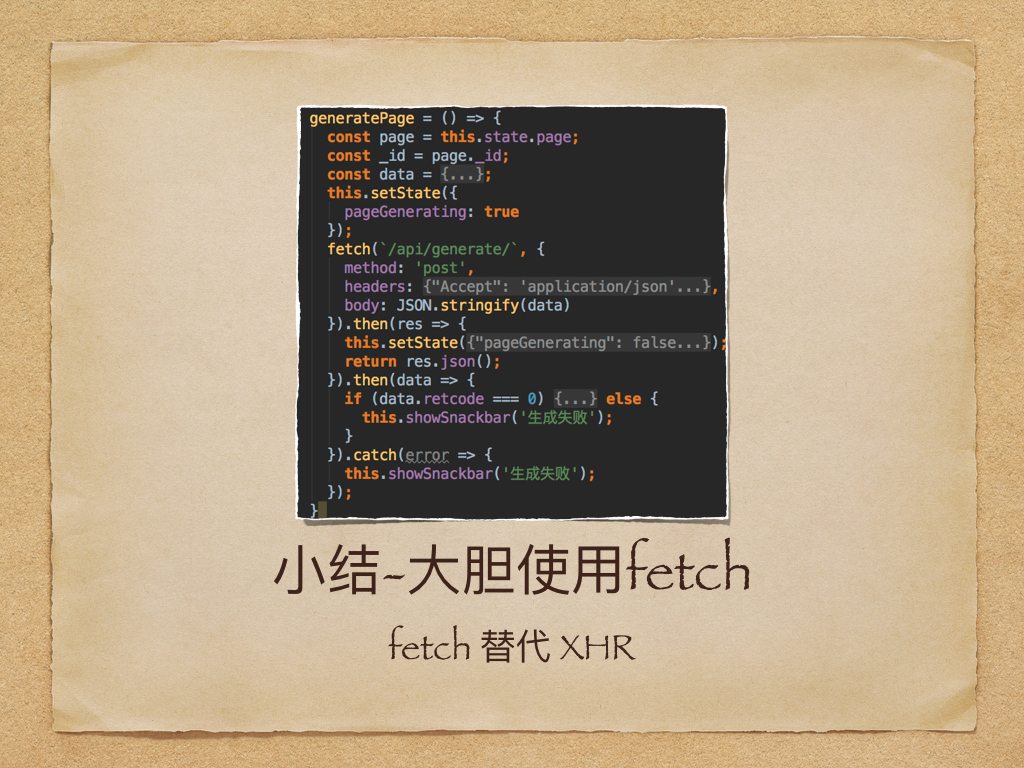 generatePage = () => {
const page = this.state.page;
const _id = page._id;
const data = {...};
this.setState({
pageGenerating: true
});
fetch(`/api/generate/`, {
method: 'post',
headers: {"Accept": 'application/json'...},
body: JSON.stringify(data)
}).then(res => {
this.setState({"pageGenerating": false...});
return res.json();
}).then(data => {
if (data.retcode === 0) {...} else {
this.showSnackbar('生成失败');
}
}).catch(error => {
this.showSnackbar('生成失败');
});
}
小结-大胆使用fetch
fetch 替代 XHR